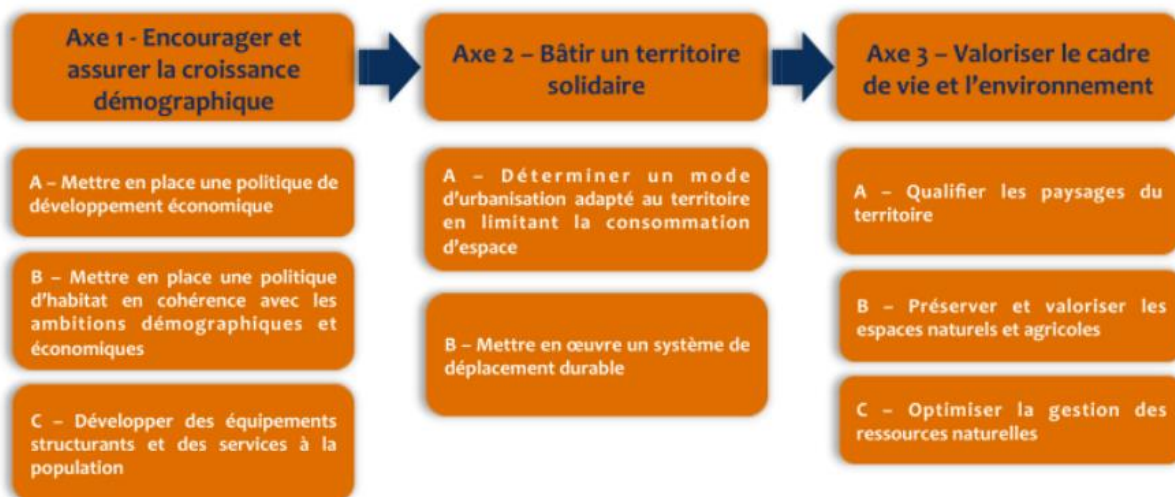 Axe 1 - Encourager et
assurer la croissance
démographique
A – Mettre en place une politique de
développement économique
B – Mettre en place une politique
d'habitat en cohérence avec les
ambitions démographiques et
économiques
C – Développer des équipements
structurants et des services à la
population
Axe 2 – Bâtir un territoire
solidaire
A – Déterminer un mode
d'urbanisation adapté au territoire
en limitant la consommation
d'espace
B – Mettre en œuvre un système de
déplacement durable
Axe 3 – Valoriser le cadre
de vie et l'environnement
A – Qualifier les paysages du
territoire
B – Préserver et valoriser les
espaces naturels et agricoles
C – Optimiser la gestion des
ressources naturelles